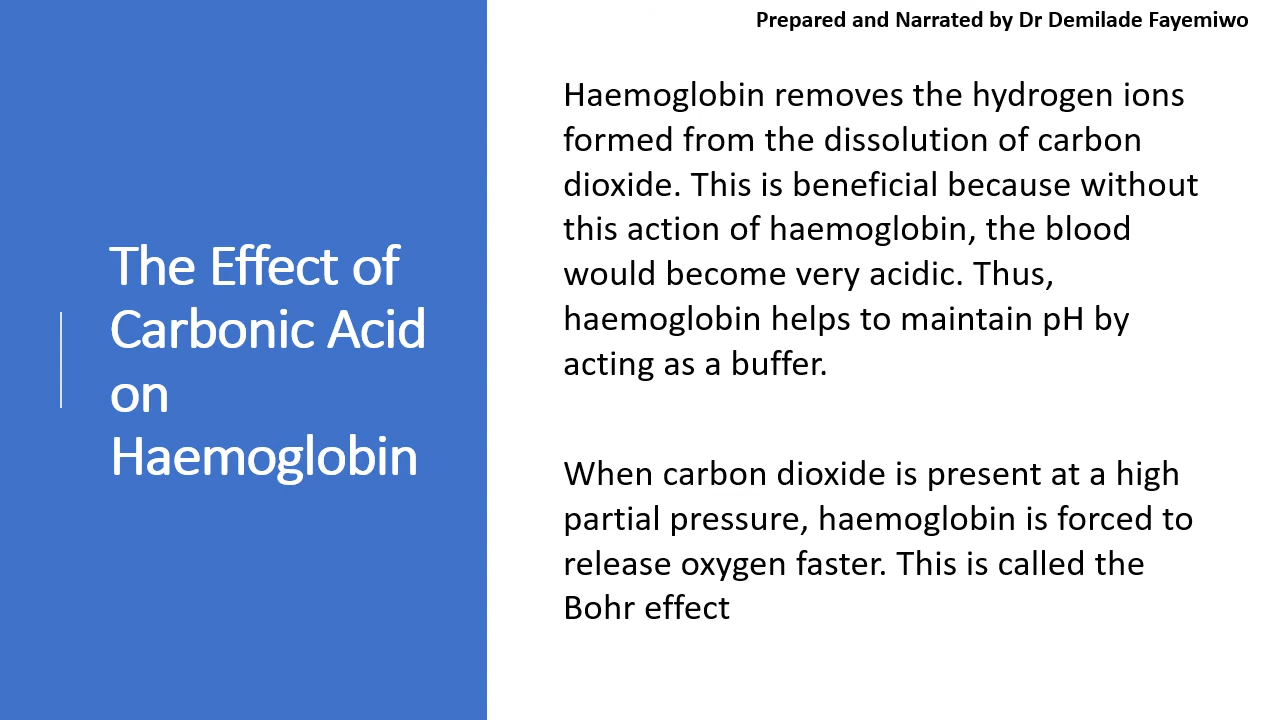 Prepared and Narrated by Dr Demilade Fayemiwo
The Effect of
Carbonic Acid
on
Haemoglobin
Haemoglobin removes the hydrogen ions
formed from the dissolution of carbon
dioxide. This is beneficial because without
this action of haemoglobin, the blood
would become very acidic. Thus,
haemoglobin helps to maintain pH by
acting as a buffer.
When carbon dioxide is present at a high
partial pressure, haemoglobin is forced to
release oxygen faster. This is called the
Bohr effect